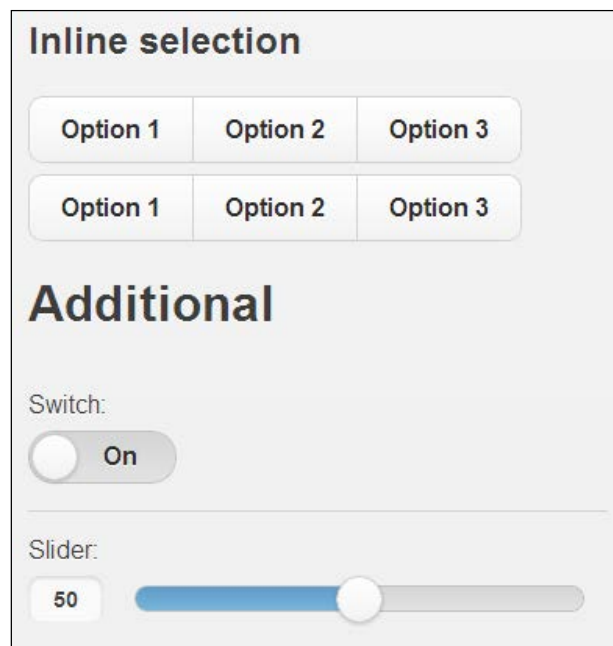 Inline selection
Option 1 Option 2 Option 3
Option 1 Option 2 Option 3
Additional
Switch:
On
Slider:
50